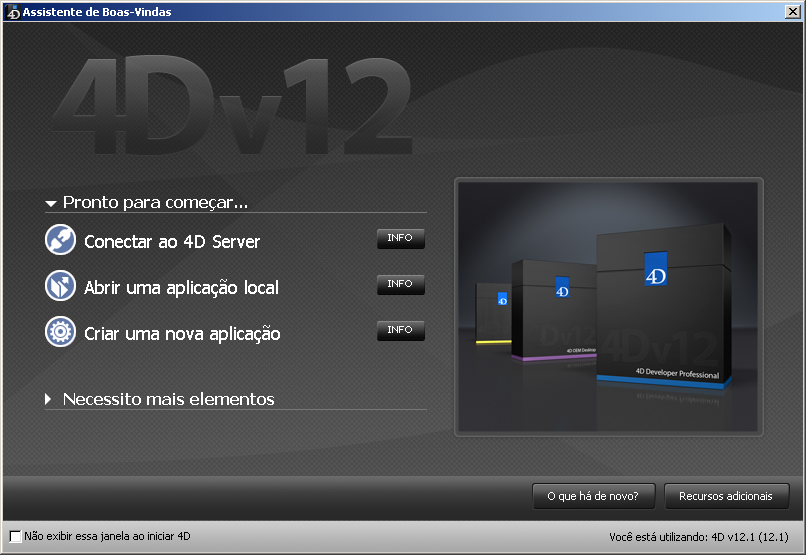 Assistente de Boas-Vindas
4Dv12
Pronto para começar...
Conectar ao 4D Server
INFO
Abrir uma aplicação local
INFO
Criar uma nova aplicação
INFO
Necessito mais elementos
4D
4D
4D
4D OEM Desktop
4Dv12
4D Developer Professional
O que há de novo?
Recursos adicionais
Não exibir essa janela ao iniciar 4D
Você está utilizando: 4D v12.1 (12.1)